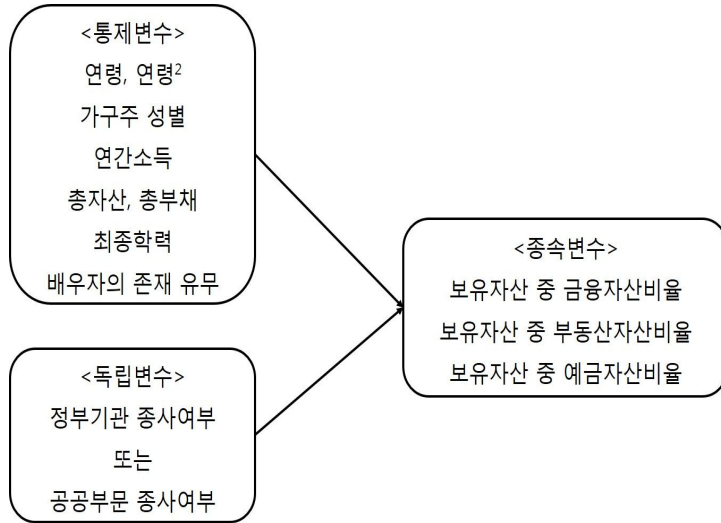 <통제변수>
연령, 연령²
가구주 성별
연간소득
총자산, 총부채
최종학력
배우자의 존재 유무
<종속변수>
보유자산 중 금융자산비율
보유자산 중 부동산자산비율
보유자산 중 예금자산비율
<독립변수>
정부기관 종사여부
또는
공공부문 종사여부